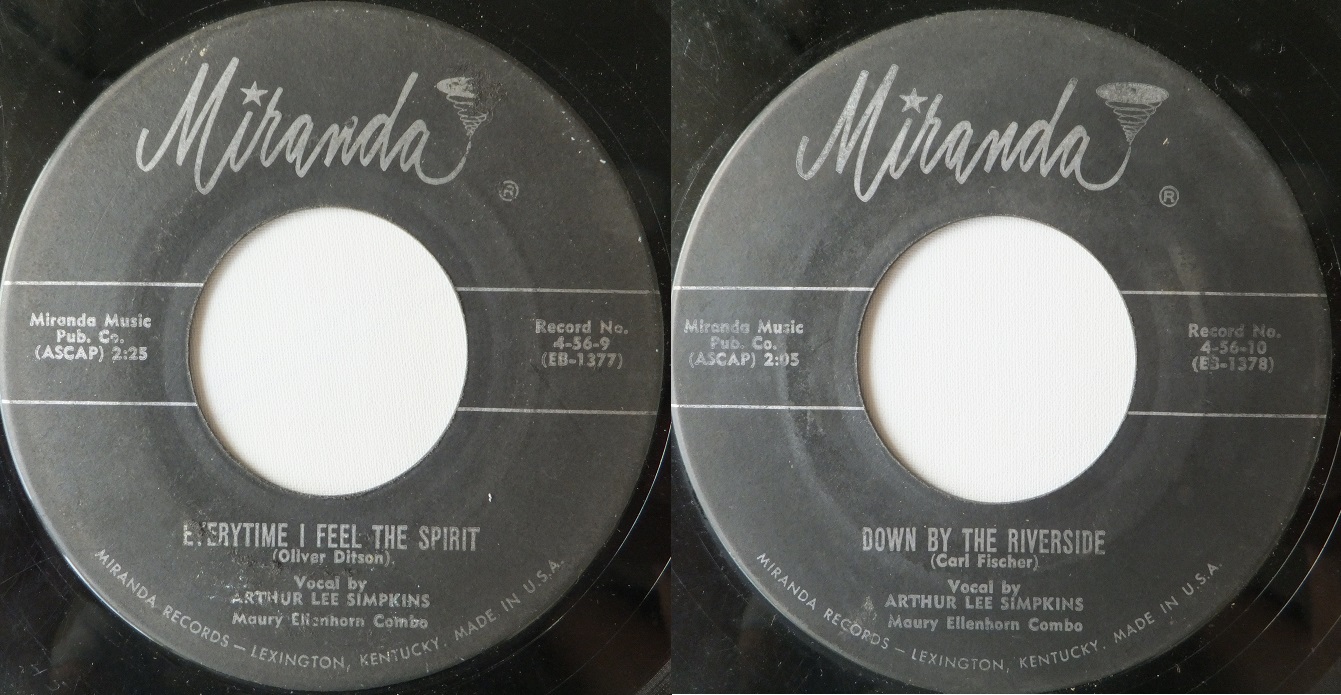 Miranda
®
Miranda Music
Pub. Co.
(ASCAP) 2:25
Record No.
4-56-9
(EB-1377)
EVERYTIME I FEEL THE SPIRIT
(Oliver Ditson)
Vocal by
ARTHUR LEE SIMPKINS
Maury Ellenhorn Combo
MIRANDA RECORDS — LEXINGTON, KENTUCKY. MADE IN U.S.A.
Miranda
®
Miranda Music
Pub. Co.
(ASCAP) 2:05
Record No.
4-56-10
(EB-1378)
DOWN BY THE RIVERSIDE
(Carl Fischer)
Vocal by
ARTHUR LEE SIMPKINS
Maury Ellenhorn Combo
MIRANDA RECORDS — LEXINGTON, KENTUCKY. MADE IN U.S.A.